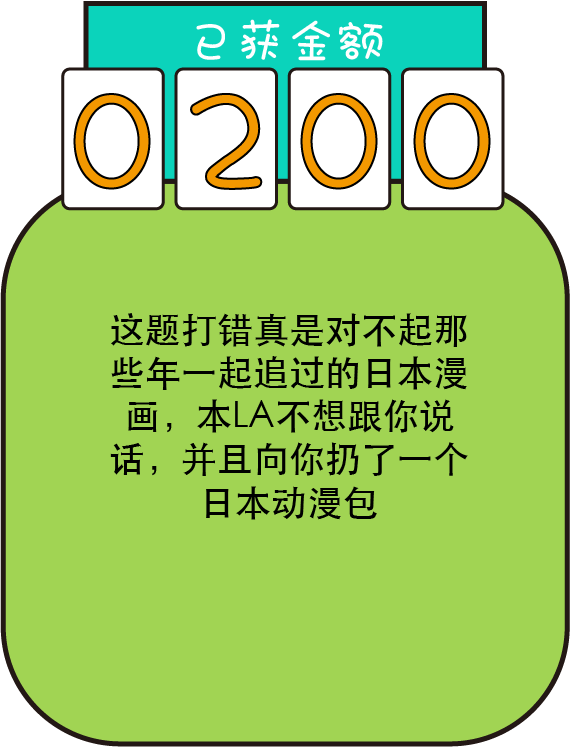 已获金额
0200
这题打错真是对不起那
些年一起追过的日本漫
画，本LA不想跟你说
话，并且向你扔了一个
日本动漫包